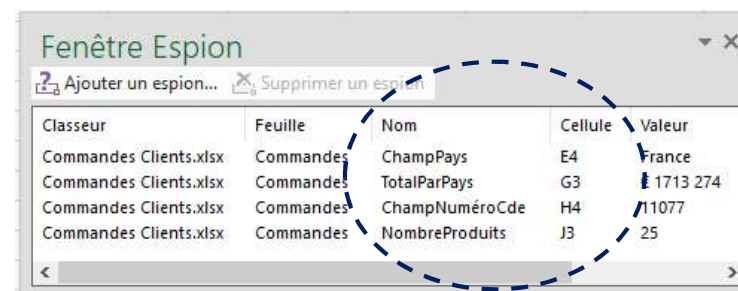 Fenêtre Espion
Ajouter un espion... Supprimer un espion
Classeur Feuille Nom Cellule Valeur
Commandes Clients.xlsx Commandes ChampPays E4 France
Commandes Clients.xlsx Commandes TotalParPays G3 £ 1713 274
Commandes Clients.xlsx Commandes ChampNuméroCde H4 11077
Commandes Clients.xlsx Commandes NombreProduits J3 25